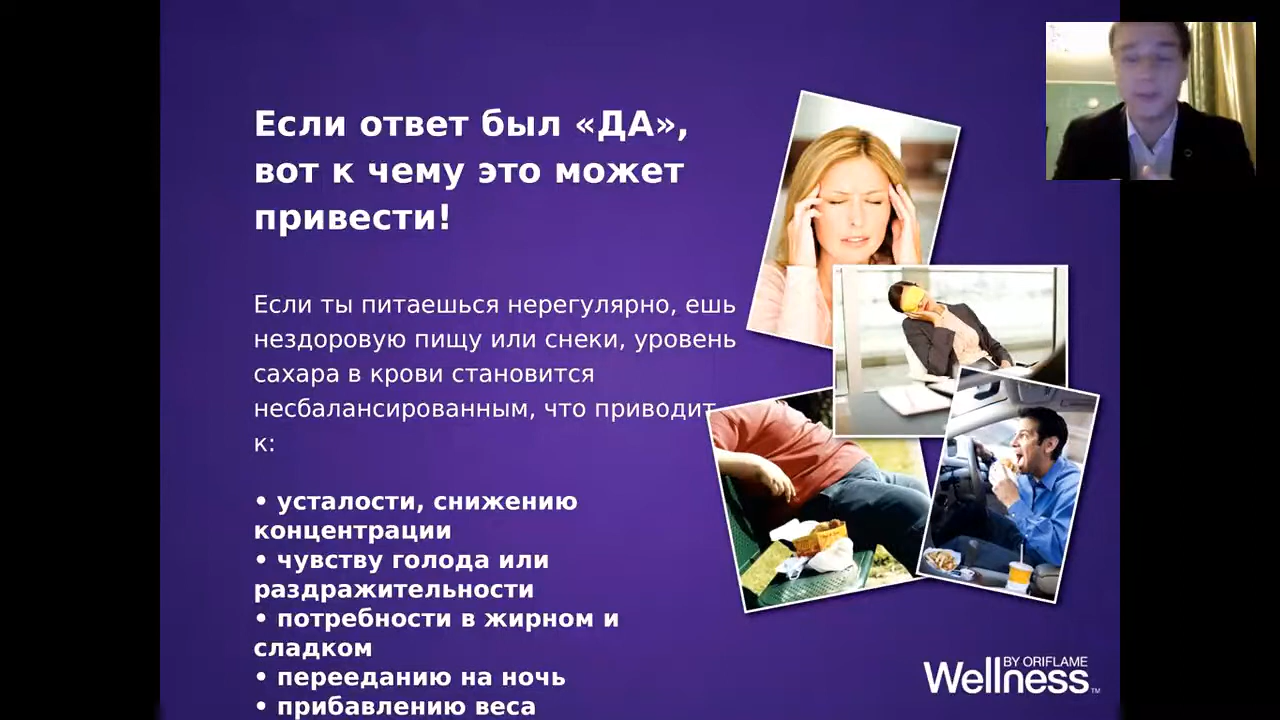 Если ответ был «ДА»,
вот к чему это может
привести!
Если ты питаешься нерегулярно, ешь
нездоровую пищу или снеки, уровень
сахара в крови становится
несбалансированным, что приводит
к:
• усталости, снижению
концентрации
• чувству голода или
раздражительности
• потребности в жирном и
сладком
• перееданию на ночь
• прибавлению веса
BY ORIFLAME
Wellness™